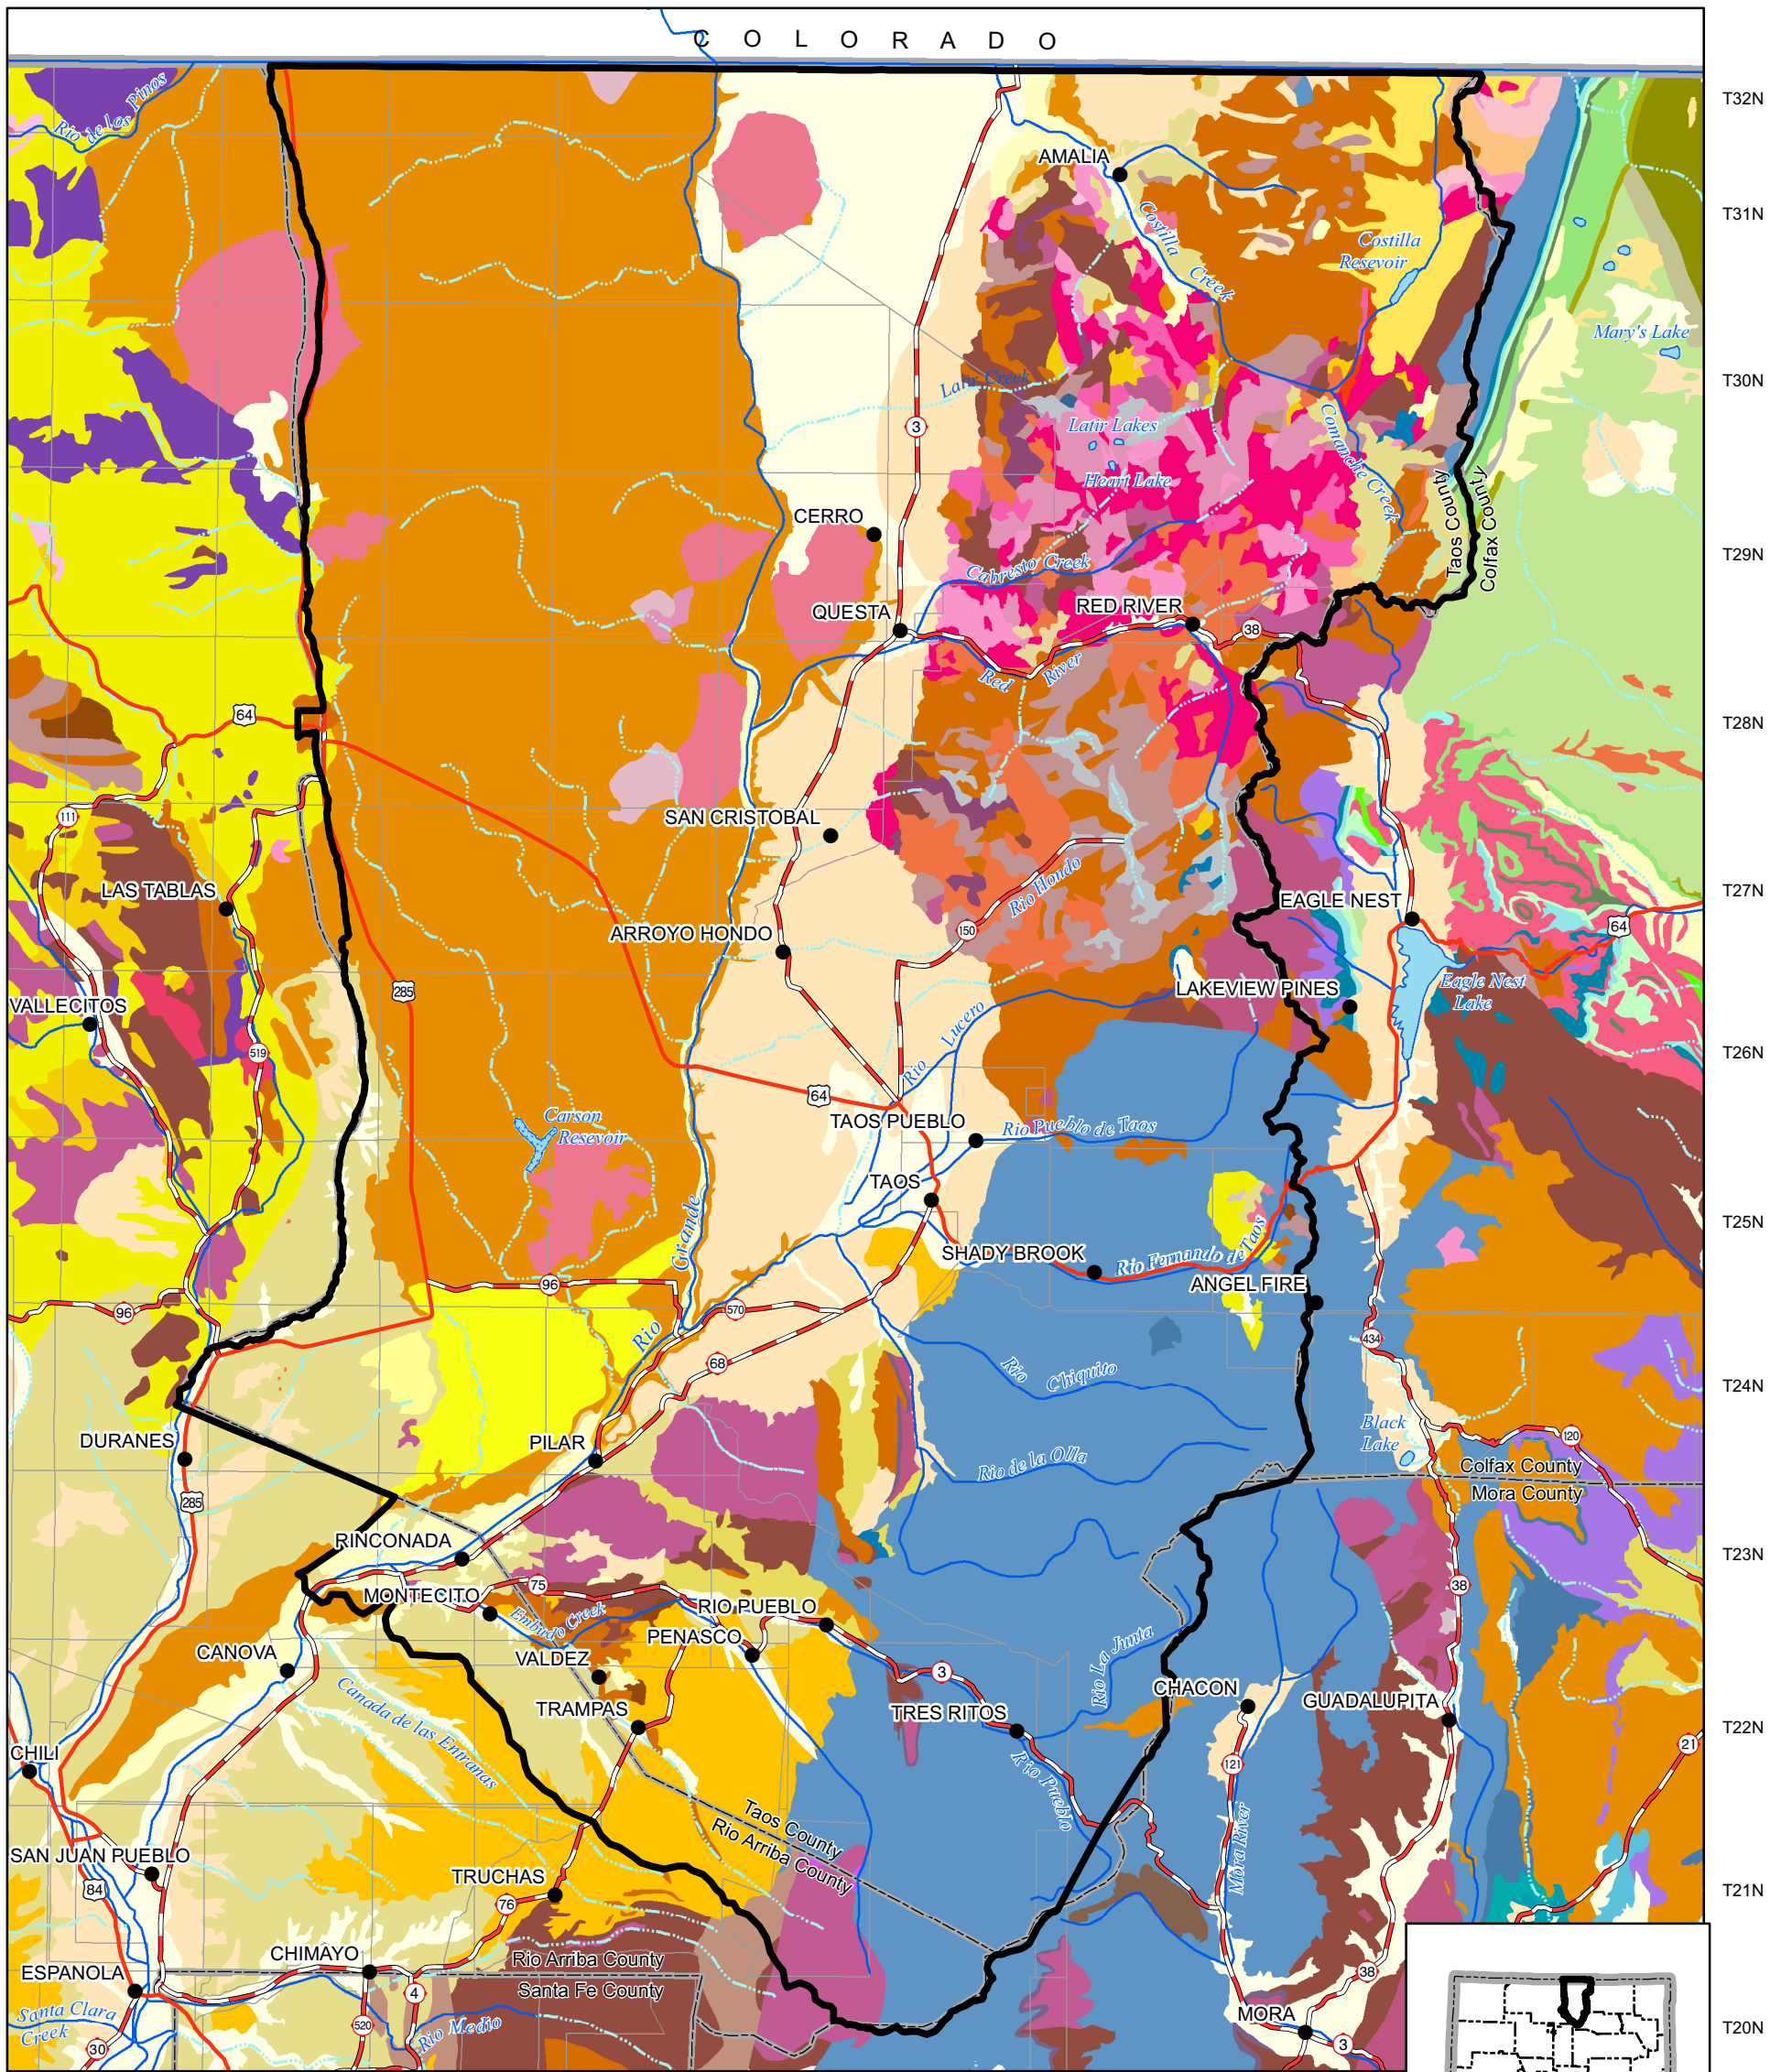 C O L O R A D O
Rio de los Pinos
T32N
AMALIA
T31N
Costilla
Creek
Costilla
Resevoir
Mary's Lake
T30N
Latir Creek
3
Latir Lakes
Heart Lake
Comanche Creek
Taos County
Colfax County
CERRO
T29N
Cabresto Creek
QUESTA
RED RIVER
38
Red
River
64
T28N
SAN CRISTOBAL
111
LAS TABLAS
Rio Hondo
EAGLE NEST
T27N
64
ARROYO HONDO
150
285
VALLECITOS
LAKEVIEW PINES
Eagle Nest
Lake
519
Rio
Lucero
T26N
64
Carson
Resevoir
TAOS PUEBLO
Rio Pueblo de Taos
TAOS
T25N
Grande
SHADY BROOK
Rio Fernando de Taos
ANGEL FIRE
96
96
570
Rio
434
68
Rio
Chiquito
T24N
DURANES
PILAR
Black
Lake
120
Rio de la Olla
Colfax County
Mora County
285
RINCONADA
T23N
MONTECITO
75
38
Embudo Creek
RIO PUEBLO
PENASCO
CANOVA
VALDEZ
3
Rio La Junta
Canada de las Entranas
TRAMPAS
TRES RITOS
CHACON
GUADALUPITA
T22N
CHILI
121
21
Rio Pueblo
Taos County
Rio Arriba County
Mora River
SAN JUAN PUEBLO
84
TRUCHAS
76
T21N
CHIMAYO
Rio Arriba County
Santa Fe County
ESPANOLA
4
38
Santa Clara
Creek
520
Rio Medio
MORA
30
3
T20N